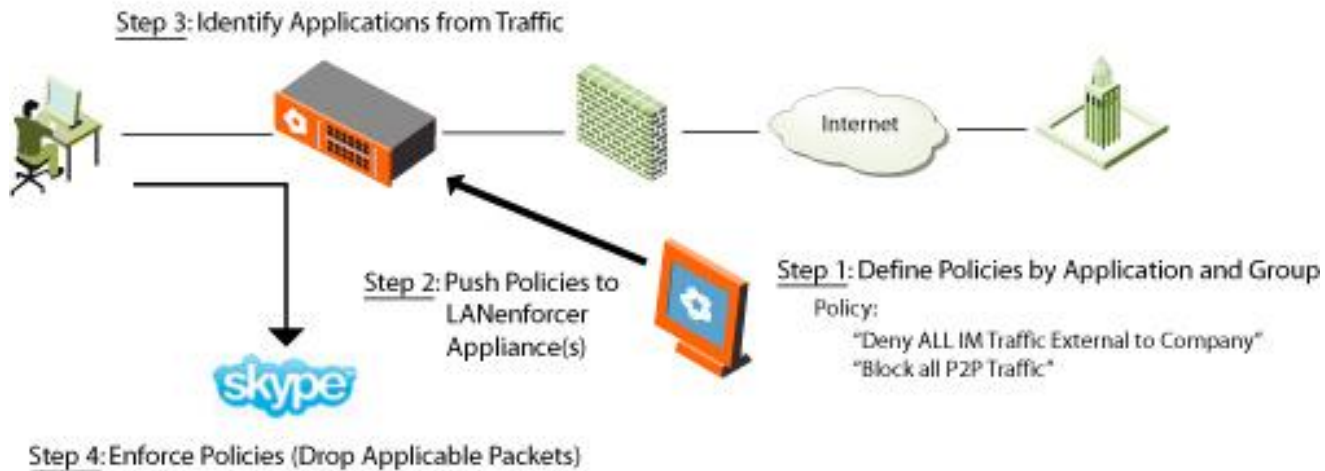 Step 3: Identify Applications from Traffic
Internet
Step 2: Push Policies to
LANenforcer
Appliance(s)
Step 1: Define Policies by Application and Group
Policy:
"Deny ALL IM Traffic External to Company"
"Block all P2P Traffic"
skype
Step 4: Enforce Policies (Drop Applicable Packets)